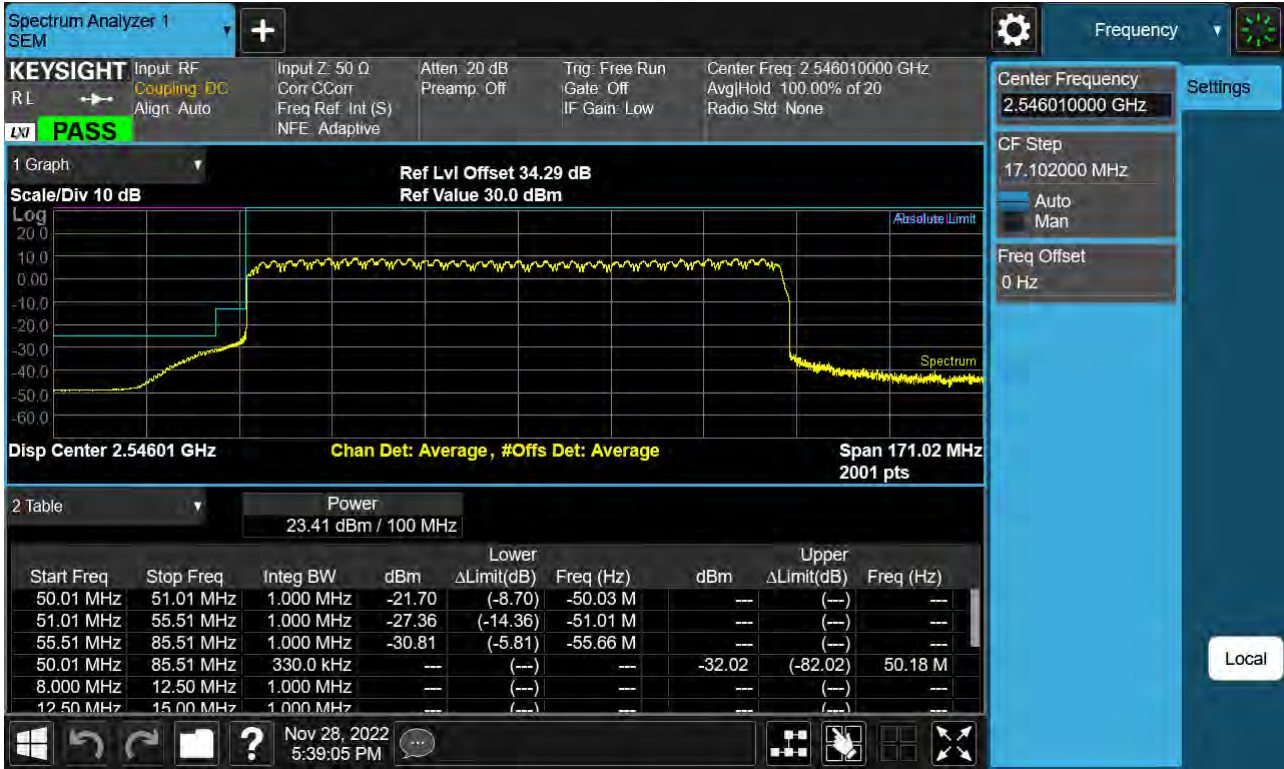 Spectrum Analyzer 1
SEM
Frequency
KEYSIGHT
RL
LXI
PASS
Input: RF
Coupling: DC
Align: Auto
Input Z: 50 Ω
Corr CCorr
Freq Ref: Int (S)
NFE: Adaptive
Atten: 20 dB
Preamp: Off
Trig: Free Run
Gate: Off
IF Gain: Low
Center Freq: 2.546010000 GHz
Avg|Hold: 100.00% of 20
Radio Std: None
Center Frequency
2.546010000 GHz
Settings
CF Step
17.102000 MHz
Auto
Man
Freq Offset
0 Hz
Local
1 Graph
Scale/Div 10 dB
Ref Lvl Offset 34.29 dB
Ref Value 30.0 dBm
Log
Absolute Limit
20.0
10.0
0.00
-10.0
-20.0
-30.0
-40.0
-50.0
-60.0
Spectrum
Disp Center 2.54601 GHz
Chan Det: Average, #Offs Det: Average
Span 171.02 MHz
2001 pts
2 Table
Power
23.41 dBm / 100 MHz
Lower Upper
Start Freq Stop Freq Integ BW dBm ΔLimit(dB) Freq (Hz) dBm ΔLimit(dB) Freq (Hz)
50.01 MHz 51.01 MHz 1.000 MHz -21.70 (-8.70) -50.03 M --- (---) ---
51.01 MHz 55.51 MHz 1.000 MHz -27.36 (-14.36) -51.01 M --- (---) ---
55.51 MHz 85.51 MHz 1.000 MHz -30.81 (-5.81) -55.66 M --- (---) ---
50.01 MHz 85.51 MHz 330.0 kHz --- (---) --- -32.02 (-82.02) 50.18 M
8.000 MHz 12.50 MHz 1.000 MHz --- (---) --- --- (---) ---
12.50 MHz 15.00 MHz 1.000 MHz --- (---) --- --- (---) ---
?
Nov 28, 2022
5:39:05 PM